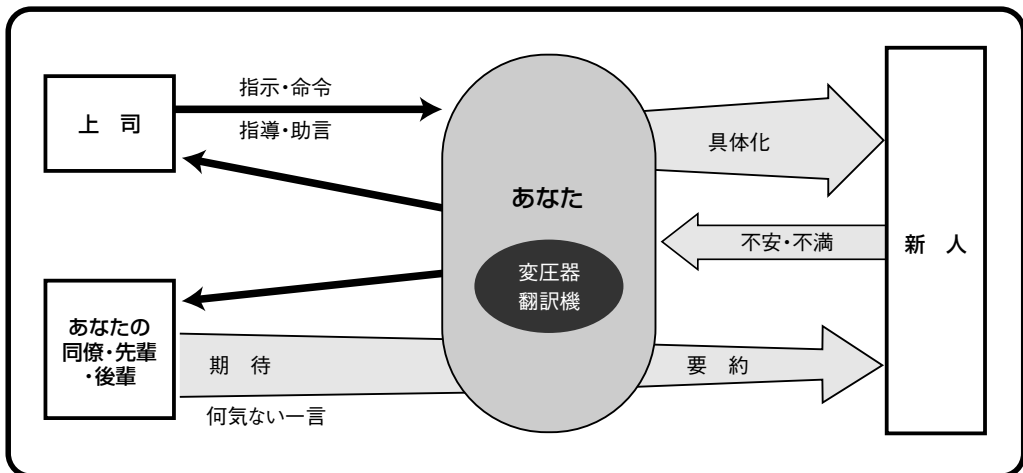 上　司
指示・命令
指導・助言
あなた
変圧器
翻訳機
具体化
不安・不満
新　人
あなたの
同僚・先輩
・後輩
期　待
何気ない一言
要　約